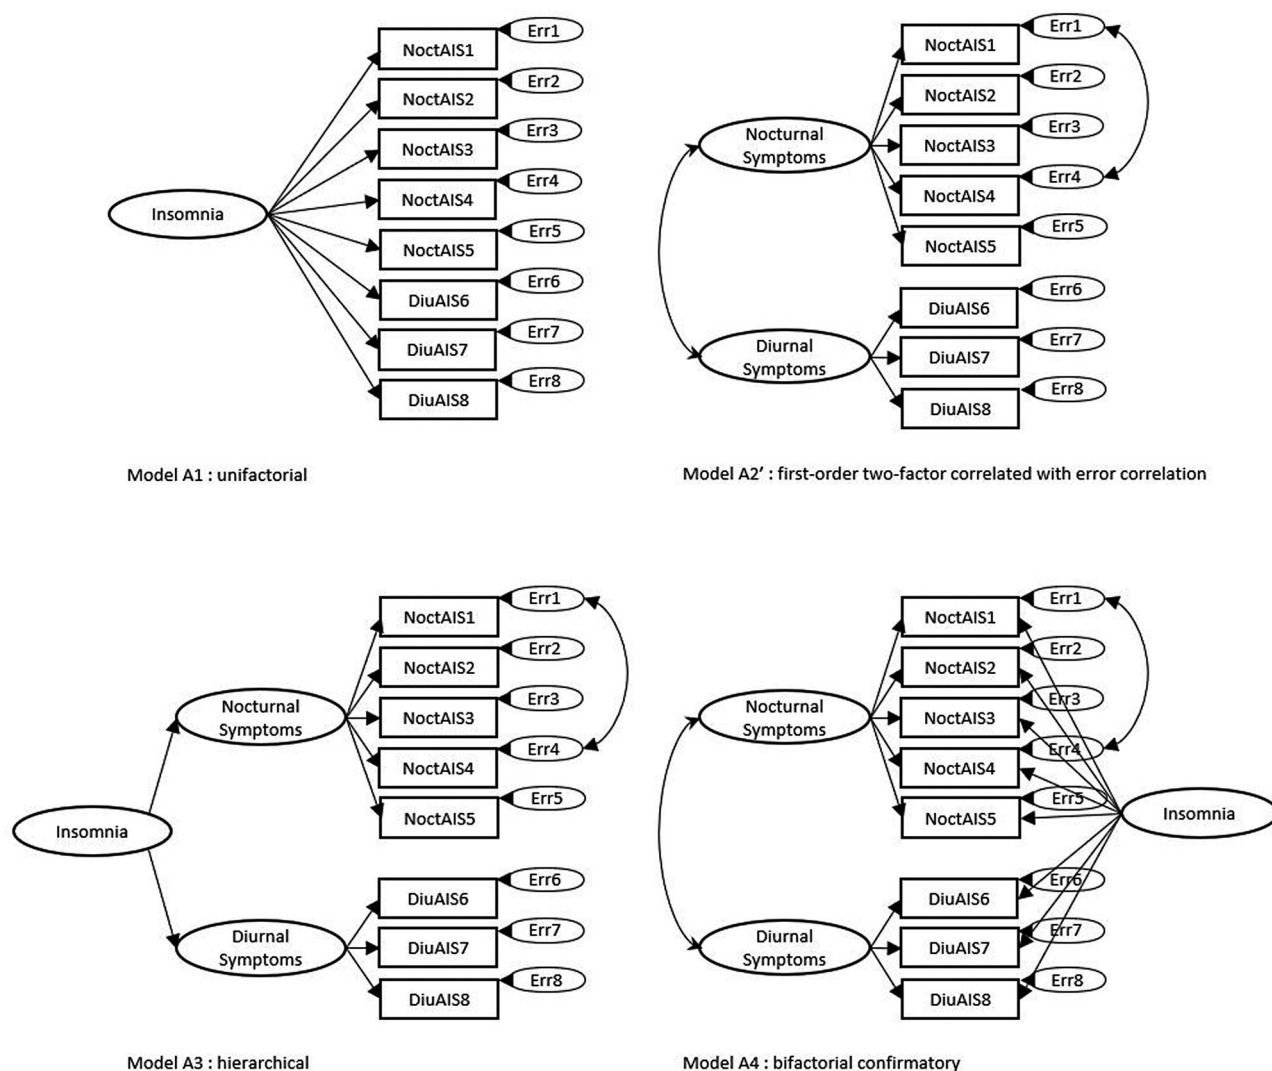 Err1
NoctAIS1
Err2
NoctAIS2
Err3
NoctAIS3
Err4
NoctAIS4
Insomnia
Err5
NoctAIS5
Err6
DiuAIS6
Err7
DiuAIS7
Err8
DiuAIS8
Model A1 : unifactorial
Err1
NoctAIS1
Err2
NoctAIS2
Err3
Nocturnal
Symptoms
NoctAIS3
Err4
NoctAIS4
Err5
NoctAIS5
Err6
DiuAIS6
Err7
Diurnal
Symptoms
DiuAIS7
Err8
DiuAIS8
Model A2’ : first-order two-factor correlated with error correlation
Err1
NoctAIS1
Err2
NoctAIS2
Err3
Nocturnal
Symptoms
NoctAIS3
Err4
NoctAIS4
Err5
NoctAIS5
Insomnia
Err6
DiuAIS6
Err7
Diurnal
Symptoms
DiuAIS7
Err8
DiuAIS8
Model A3 : hierarchical
Err1
NoctAIS1
Err2
NoctAIS2
Err3
Nocturnal
Symptoms
NoctAIS3
Err4
NoctAIS4
Err5
NoctAIS5
Insomnia
Err6
DiuAIS6
Err7
Diurnal
Symptoms
DiuAIS7
Err8
DiuAIS8
Model A4 : bifactorial confirmatory